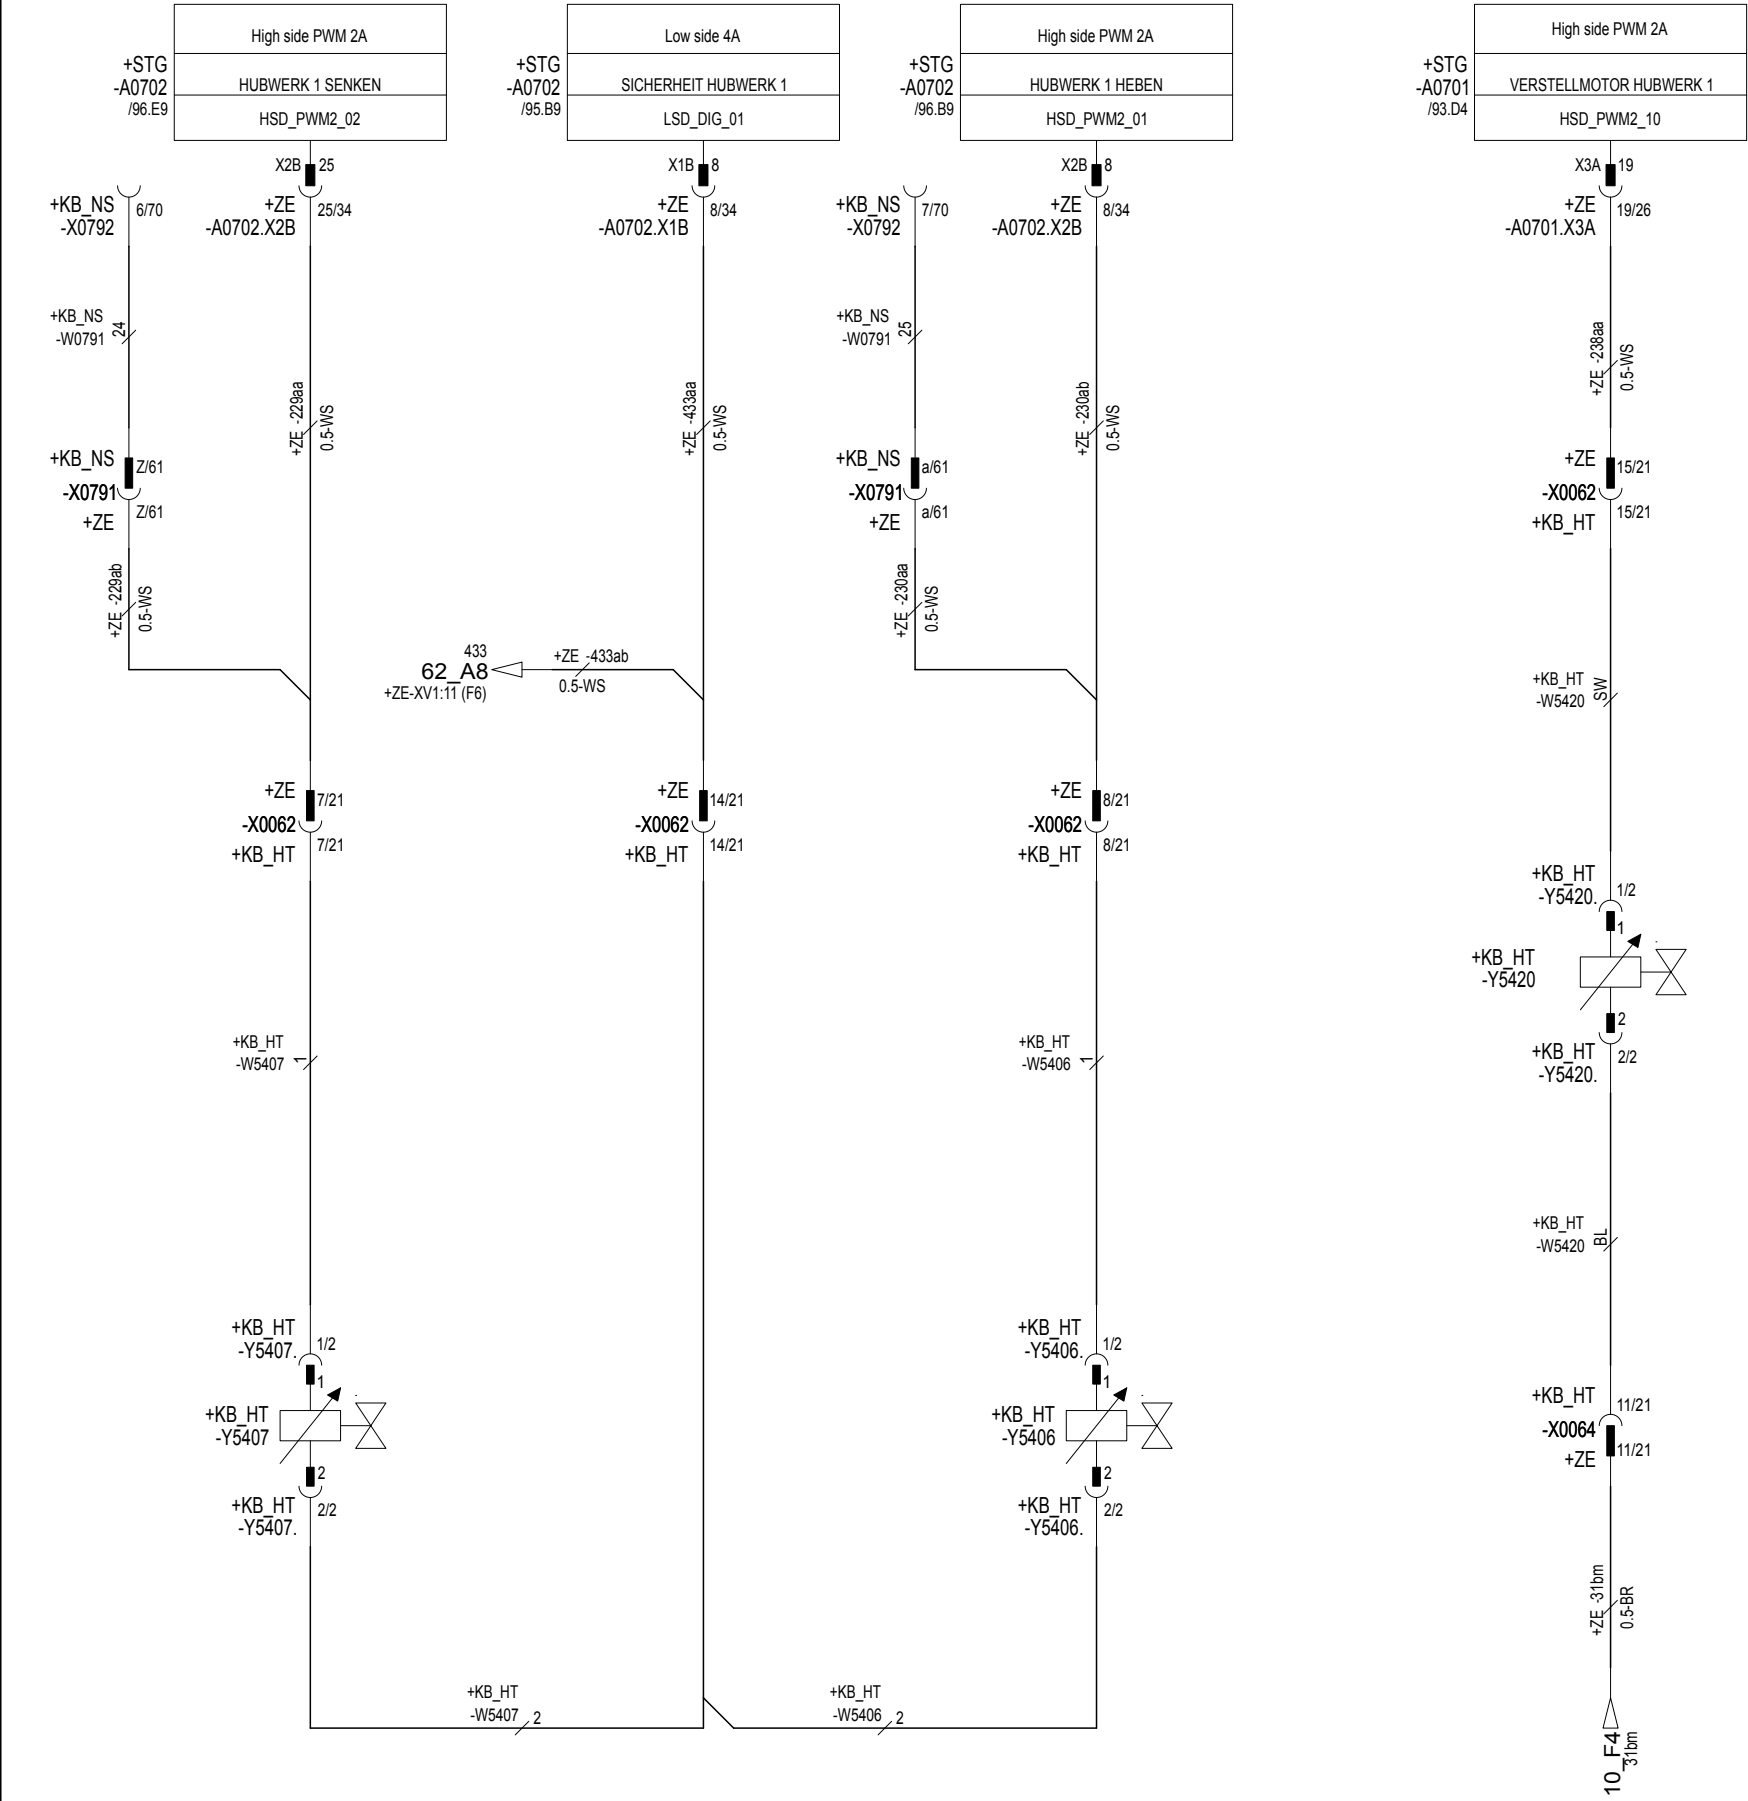 High side PWM 2A
+STG
-A0702
/96.E9
HUBWERK 1 SENKEN
HSD_PWM2_02
X2B 25
+KB_NS
-X0792
6/70
+ZE
-A0702.X2B
25/34
+KB_NS
-W0791
24
+ZE -229aa
0.5-WS
+KB_NS
Z/61
-X0791
Z/61
+ZE
+ZE -229ab
0.5-WS
+ZE
7/21
-X0062
7/21
+KB_HT
+KB_HT
-W5407
1
+KB_HT
-Y5407.
1/2
1
+KB_HT
-Y5407
2
+KB_HT
-Y5407.
2/2
Low side 4A
+STG
-A0702
/95.B9
SICHERHEIT HUBWERK 1
LSD_DIG_01
X1B 8
+ZE
-A0702.X1B
8/34
+ZE -433aa
0.5-WS
433
62_A8
+ZE-XV1:11 (F6)
+ZE -433ab
0.5-WS
+ZE
14/21
-X0062
14/21
+KB_HT
+KB_HT
-W5407
2
+KB_HT
-W5406
2
High side PWM 2A
+STG
-A0702
/96.B9
HUBWERK 1 HEBEN
HSD_PWM2_01
X2B 8
+KB_NS
-X0792
7/70
+ZE
-A0702.X2B
8/34
+KB_NS
-W0791
25
+ZE -230ab
0.5-WS
+KB_NS
a/61
-X0791
a/61
+ZE
+ZE -230aa
0.5-WS
+ZE
8/21
-X0062
8/21
+KB_HT
+KB_HT
-W5406
1
+KB_HT
-Y5406.
1/2
1
+KB_HT
-Y5406
2
+KB_HT
-Y5406.
2/2
High side PWM 2A
+STG
-A0701
/93.D4
VERSTELLMOTOR HUBWERK 1
HSD_PWM2_10
X3A 19
+ZE
-A0701.X3A
19/26
+ZE -238aa
0.5-WS
+ZE
15/21
-X0062
15/21
+KB_HT
+KB_HT
-W5420
SW
+KB_HT
-Y5420.
1/2
1
+KB_HT
-Y5420
2
+KB_HT
-Y5420.
2/2
+KB_HT
-W5420
BL
+KB_HT
11/21
-X0064
11/21
+ZE
+ZE -31bm
0.5-BR
10_F4
31bm